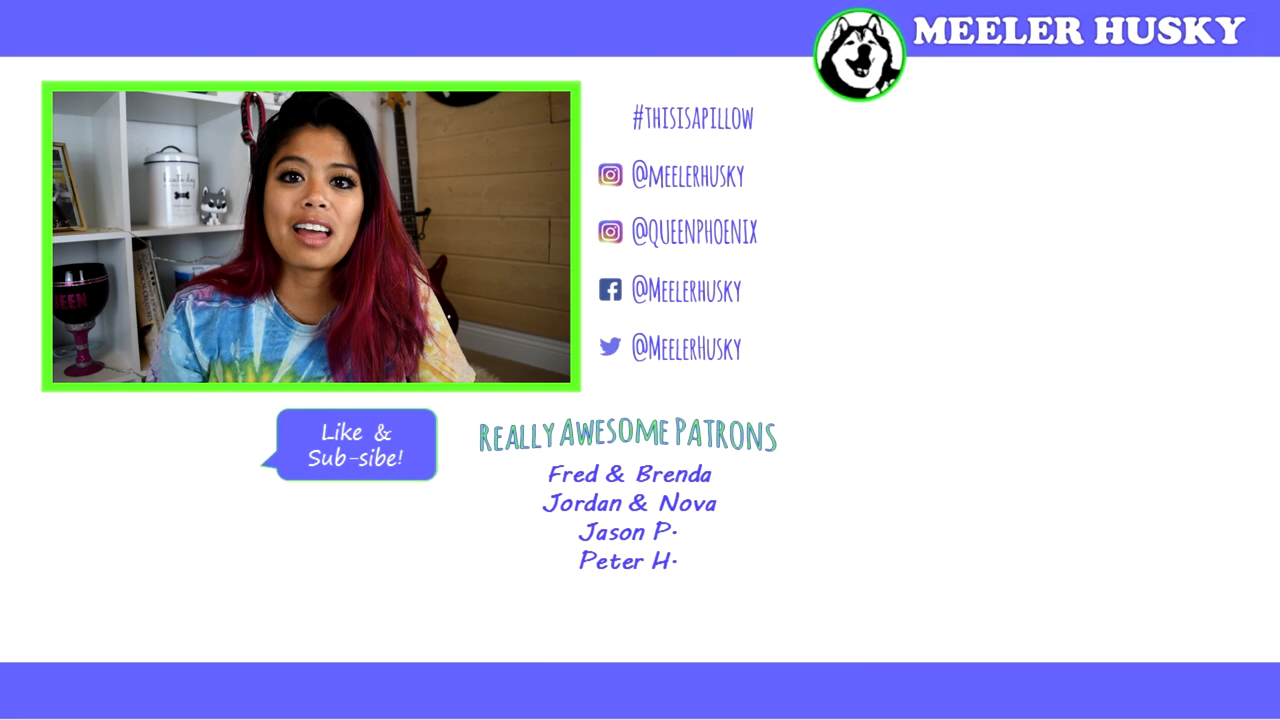 MEELER HUSKY
#THISISAPILLOW
@MEELERHUSKY
@QUEENPHOENIX
@MEELERHUSKY
@MEELERHUSKY
Like &
Sub-sibe!
REALLY AWESOME PATRONS
Fred & Brenda
Jordan & Nova
Jason P.
Peter H.